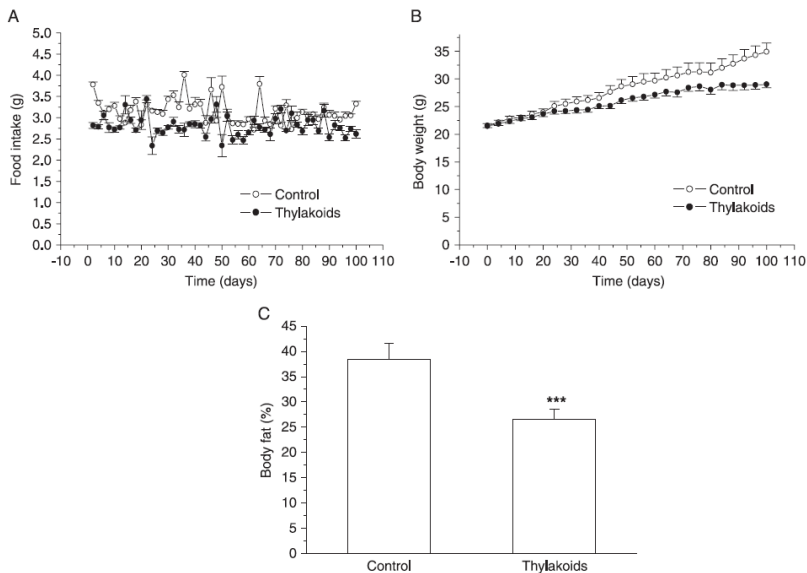 A
5.0
4.5
4.0
3.5
3.0
2.5
2.0
1.5
1.0
0.5
0.0
Food intake (g)
Control
Thylakoids
-10 0 10 20 30 40 50 60 70 80 90 100 110
Time (days)
B
35
30
25
20
15
10
5
0
Body weight (g)
Control
Thylakoids
-10 0 10 20 30 40 50 60 70 80 90 100 110
Time (days)
C
45
40
35
30
25
20
15
10
5
0
Body fat (%)
***
Control Thylakoids